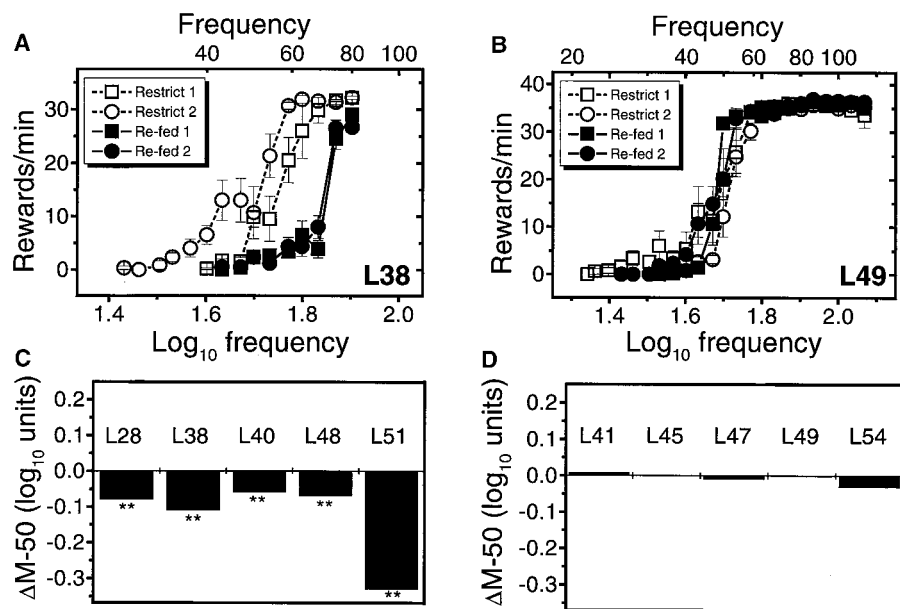 A
Frequency
40 60 80 100
Restrict 1
Restrict 2
Re-fed 1
Re-fed 2
Rewards/min
30
20
10
0
L38
1.4 1.6 1.8 2.0
Log10 frequency
B
Frequency
20 40 60 80 100
Restrict 1
Restrict 2
Re-fed 1
Re-fed 2
Rewards/min
40
30
20
10
0
L49
1.4 1.6 1.8 2.0
Log10 frequency
C
ΔM-50 (log10 units)
0.2
0.1
0.0
-0.1
-0.2
-0.3
L28 L38 L40 L48 L51
** ** ** ** **
D
ΔM-50 (log10 units)
0.2
0.1
0.0
-0.1
-0.2
-0.3
L41 L45 L47 L49 L54